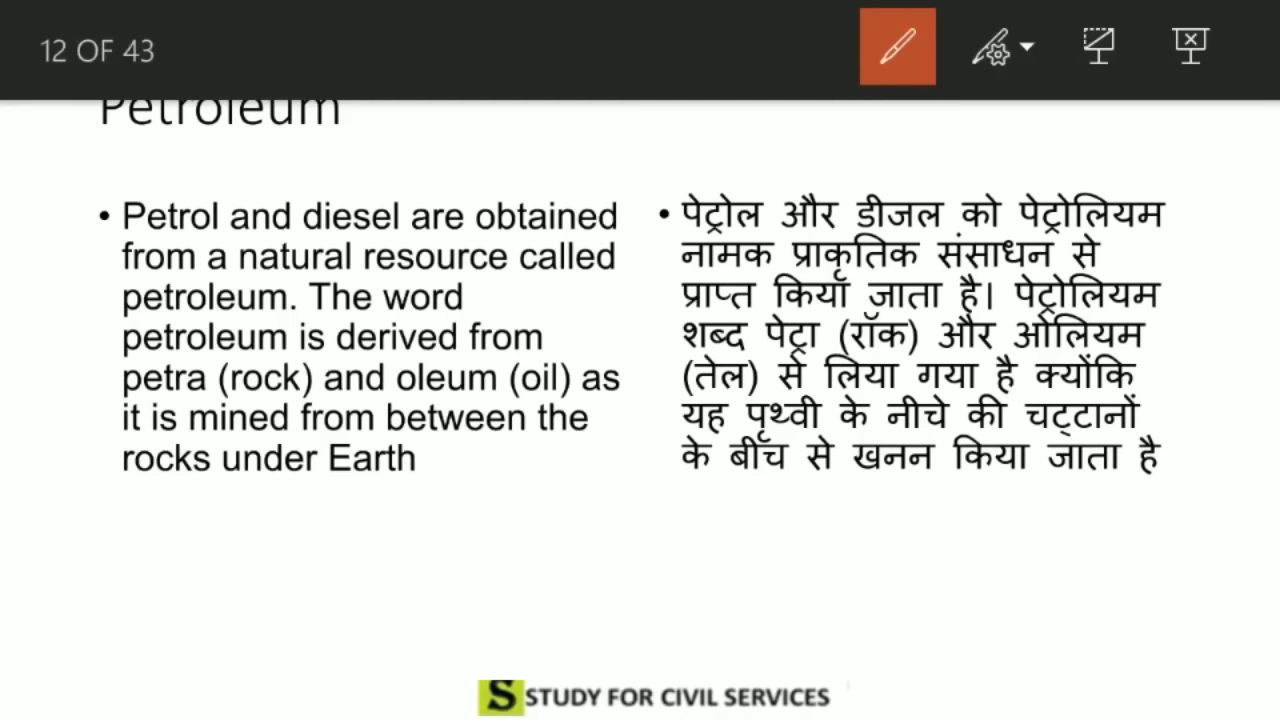 12 OF 43
Petroleum
• Petrol and diesel are obtained
from a natural resource called
petroleum. The word
petroleum is derived from
petra (rock) and oleum (oil) as
it is mined from between the
rocks under Earth
• पेट्रोल और डीजल को पेट्रोलियम
नामक प्राकृतिक संसाधन से
प्राप्त किया जाता है। पेट्रोलियम
शब्द पेट्रा (रॉक) और ओलियम
(तेल) से लिया गया है क्योंकि
यह पृथ्वी के नीचे की चट्टानों
के बीच से खनन किया जाता है
S STUDY FOR CIVIL SERVICES